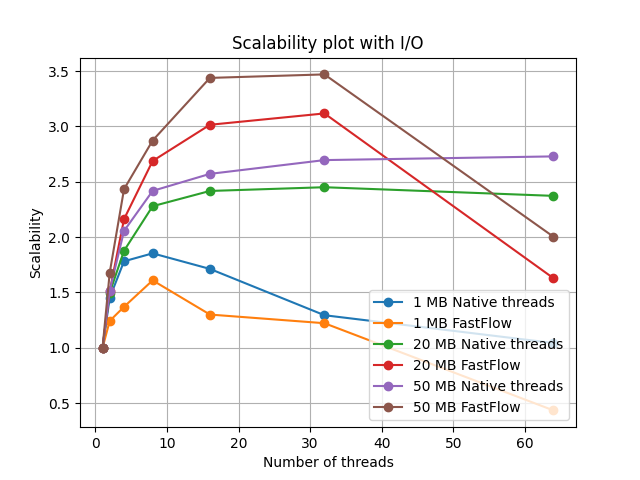 Scalability plot with I/O
Scalability
3.5
3.0
2.5
2.0
1.5
1.0
0.5
1 MB Native threads
1 MB FastFlow
20 MB Native threads
20 MB FastFlow
50 MB Native threads
50 MB FastFlow
0 10 20 30 40 50 60
Number of threads